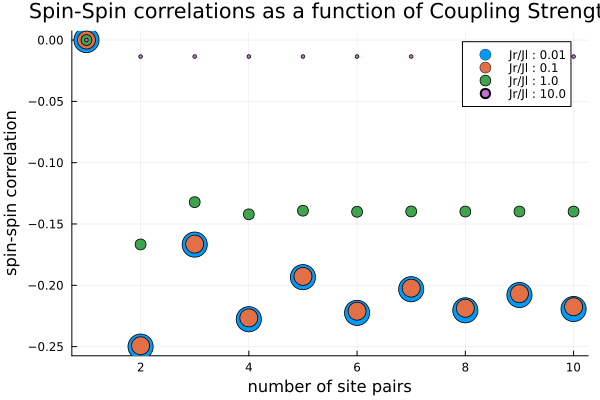 Spin-Spin correlations as a function of Coupling Strengt
0.00
Jr/Jl : 0.01
Jr/Jl : 0.1
Jr/Jl : 1.0
Jr/Jl : 10.0
−0.05
−0.10
−0.15
−0.20
−0.25
spin-spin correlation
2 4 6 8 10
number of site pairs